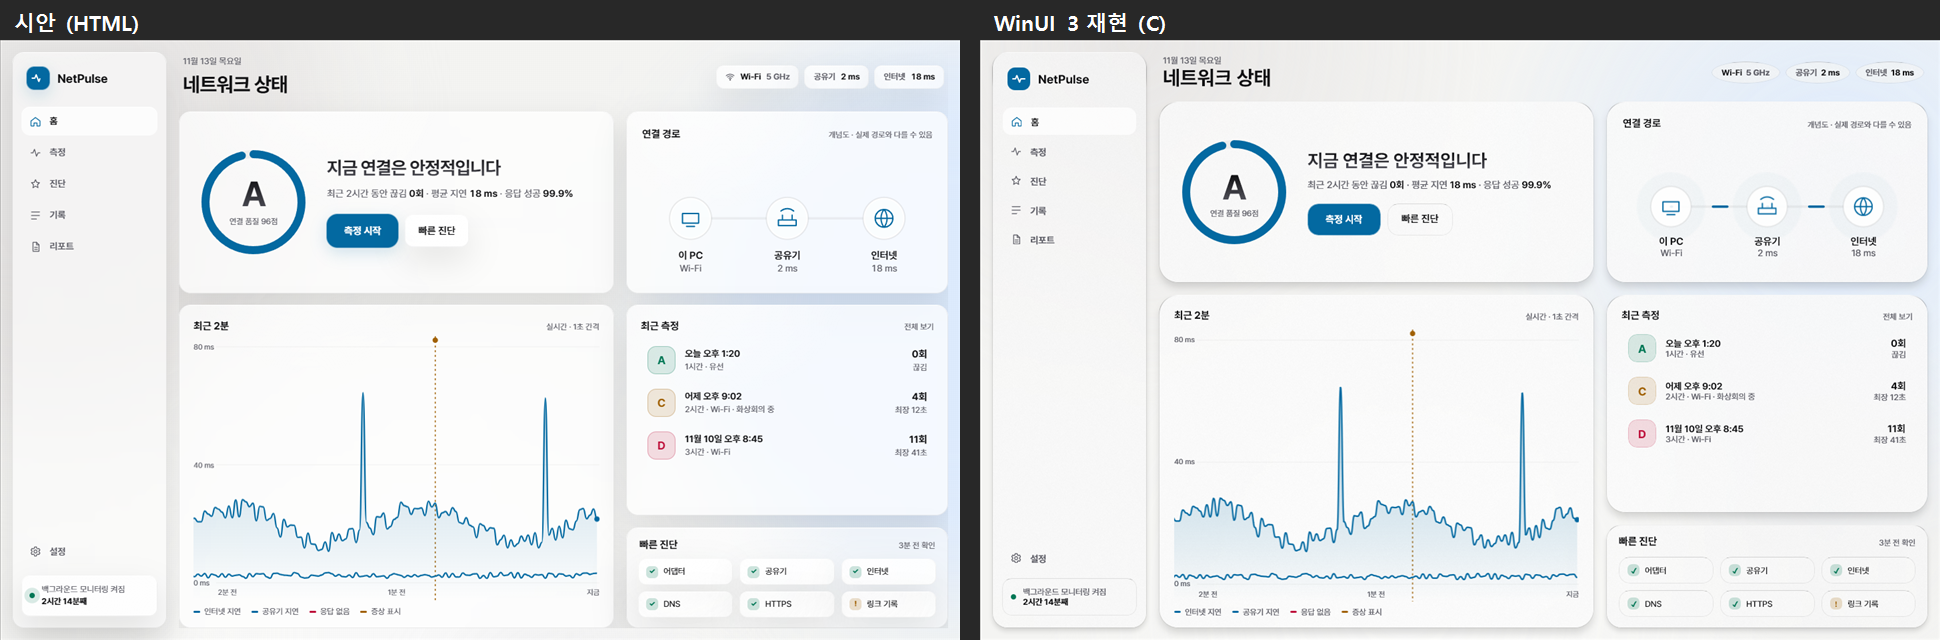 시안 (HTML)
NetPulse
홈
측정
진단
기록
리포트
설정
백그라운드 모니터링 켜짐
2시간 14분째
11월 13일 목요일
네트워크 상태
Wi-Fi 5 GHz
공유기 2 ms
인터넷 18 ms
A
연결 품질 96점
지금 연결은 안정적입니다
최근 2시간 동안 끊김 0회 · 평균 지연 18 ms · 응답 성공 99.9%
측정 시작
빠른 진단
연결 경로
개념도 · 실제 경로와 다를 수 있음
이 PC
Wi-Fi
공유기
2 ms
인터넷
18 ms
최근 2분
실시간 · 1초 간격
80 ms
40 ms
0 ms
2분 전
1분 전
지금
인터넷 지연
공유기 지연
응답 없음
증상 표시
최근 측정
전체 보기
A
오늘 오후 1:20
1시간 · 유선
0회
끊김
C
어제 오후 9:02
2시간 · Wi-Fi · 화상회의 중
4회
최장 12초
D
11월 10일 오후 8:45
3시간 · Wi-Fi
11회
최장 41초
빠른 진단
3분 전 확인
어댑터
공유기
인터넷
DNS
HTTPS
! 링크 기록
WinUI 3 재현 (C)
NetPulse
홈
측정
진단
기록
리포트
설정
백그라운드 모니터링 켜짐
2시간 14분째
11월 13일 목요일
네트워크 상태
Wi-Fi 5 GHz
공유기 2 ms
인터넷 18 ms
A
연결 품질 96점
지금 연결은 안정적입니다
최근 2시간 동안 끊김 0회 · 평균 지연 18 ms · 응답 성공 99.9%
측정 시작
빠른 진단
연결 경로
개념도 · 실제 경로와 다를 수 있음
이 PC
Wi-Fi
공유기
2 ms
인터넷
18 ms
최근 2분
실시간 · 1초 간격
80 ms
40 ms
0 ms
2분 전
1분 전
지금
인터넷 지연
공유기 지연
응답 없음
증상 표시
최근 측정
전체 보기
A
오늘 오후 1:20
1시간 · 유선
0회
끊김
C
어제 오후 9:02
2시간 · Wi-Fi · 화상회의 중
4회
최장 12초
D
11월 10일 오후 8:45
3시간 · Wi-Fi
11회
최장 41초
빠른 진단
3분 전 확인
어댑터
공유기
인터넷
DNS
HTTPS
! 링크 기록